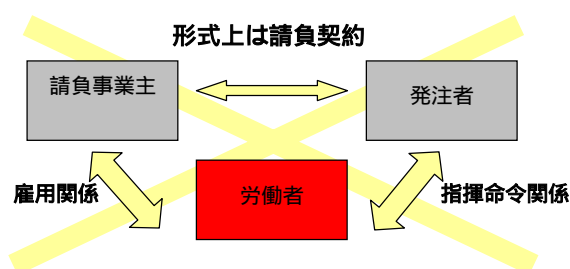 形式上は請負契約
請負事業主
発注者
労働者
雇用関係
指揮命令関係